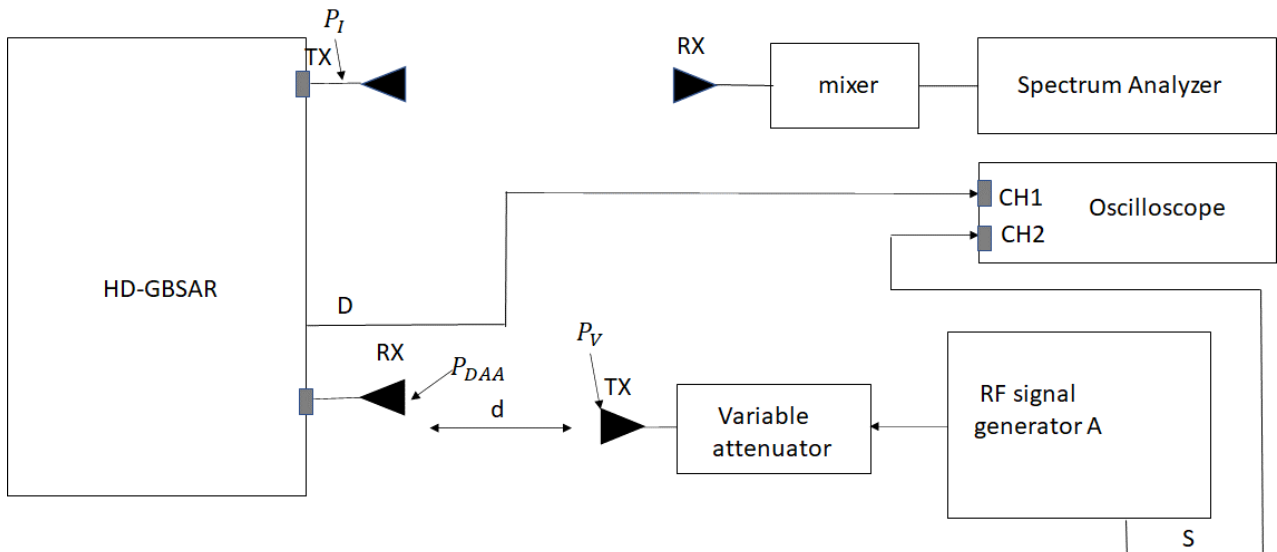 P_I
TX
RX
mixer
Spectrum Analyzer
CH1
Oscilloscope
CH2
HD-GBSAR
D
RX
P_DAA
d
P_V
TX
Variable
attenuator
RF signal
generator A
S